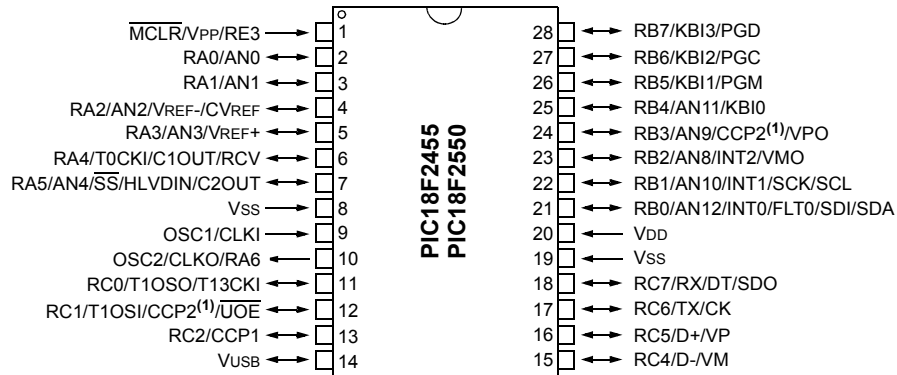 MCLR/VPP/RE3 1 28 RB7/KBI3/PGD
RA0/AN0 2 27 RB6/KBI2/PGC
RA1/AN1 3 26 RB5/KBI1/PGM
RA2/AN2/VREF-/CVREF 4 25 RB4/AN11/KBI0
RA3/AN3/VREF+ 5 24 RB3/AN9/CCP2(1)/VPO
RA4/T0CKI/C1OUT/RCV 6 23 RB2/AN8/INT2/VMO
RA5/AN4/SS/HLVDIN/C2OUT 7 22 RB1/AN10/INT1/SCK/SCL
VSS 8 21 RB0/AN12/INT0/FLT0/SDI/SDA
OSC1/CLKI 9 20 VDD
OSC2/CLKO/RA6 10 19 VSS
RC0/T1OSO/T13CKI 11 18 RC7/RX/DT/SDO
RC1/T1OSI/CCP2(1)/UOE 12 17 RC6/TX/CK
RC2/CCP1 13 16 RC5/D+/VP
VUSB 14 15 RC4/D-/VM
PIC18F2455
PIC18F2550